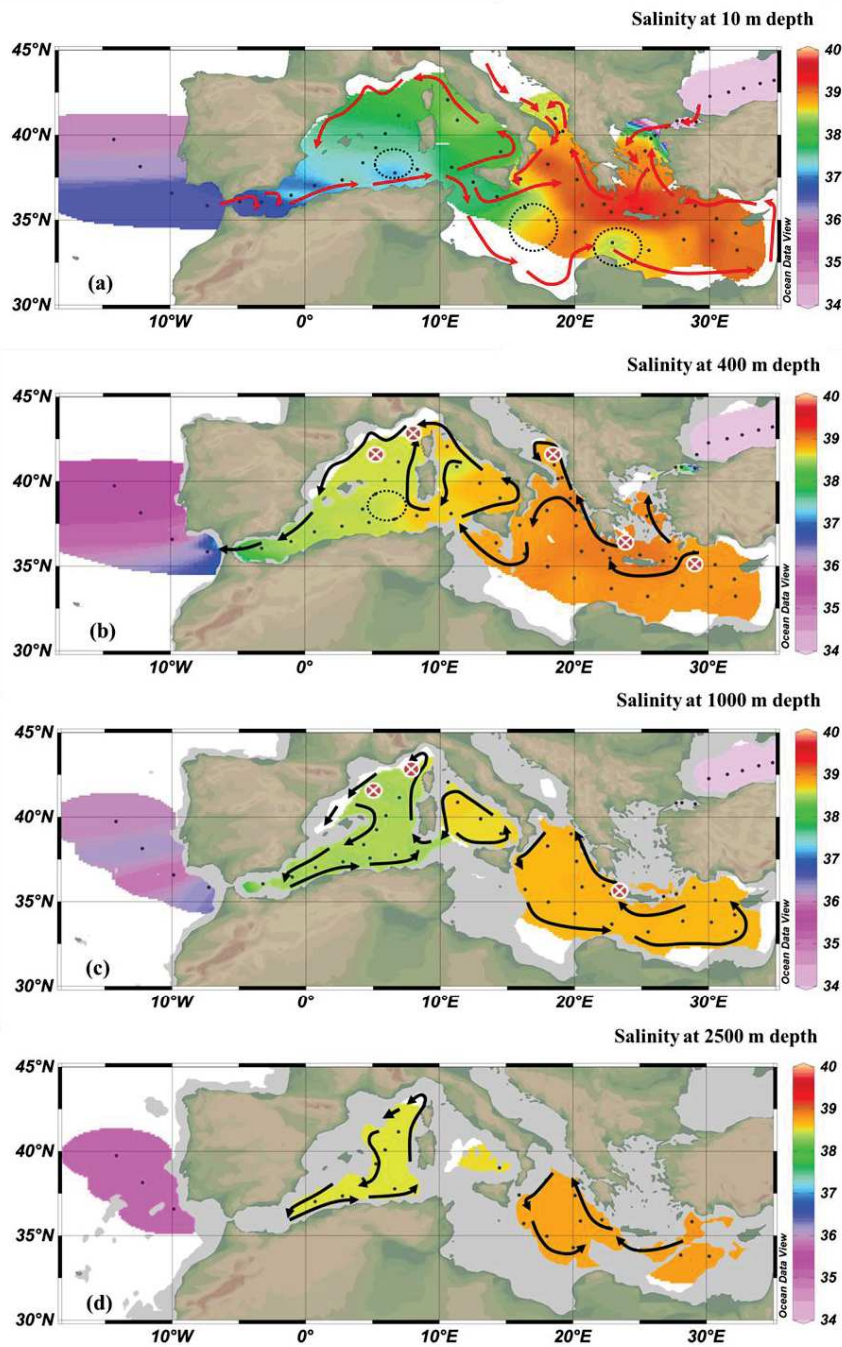 Salinity at 10 m depth
45°N
40°N
35°N
30°N
(a)
10°W
0°
10°E
20°E
30°E
Ocean Data View
40
39
38
37
36
35
34
Salinity at 400 m depth
45°N
40°N
35°N
30°N
(b)
10°W
0°
10°E
20°E
30°E
Ocean Data View
40
39
38
37
36
35
34
Salinity at 1000 m depth
45°N
40°N
35°N
30°N
(c)
10°W
0°
10°E
20°E
30°E
Ocean Data View
40
39
38
37
36
35
34
Salinity at 2500 m depth
45°N
40°N
35°N
30°N
(d)
10°W
0°
10°E
20°E
30°E
Ocean Data View
40
39
38
37
36
35
34